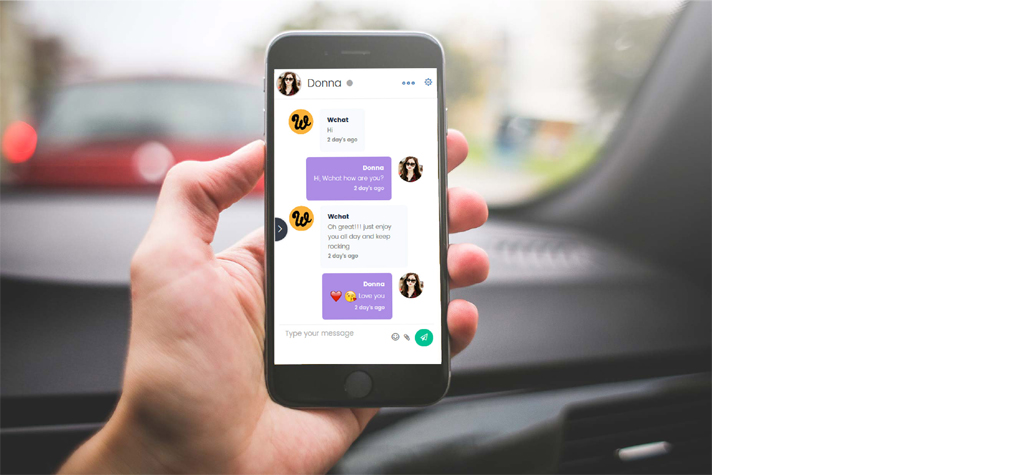 Donna
W
Wchat
Hi
2 day's ago
Donna
Hi, Wchat how are you?
2 day's ago
W
Wchat
Oh great!!! just enjoy
you all day and keep
rocking
2 day's ago
Donna
Love you
2 day's ago
Type your message